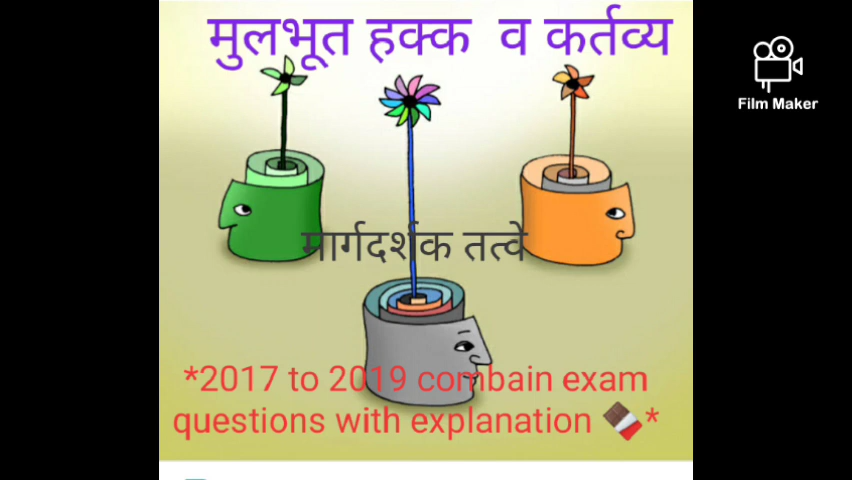 मुलभूत हक्क व कर्तव्य
Film Maker
मार्गदर्शक तत्वे
*2017 to 2019 combain exam
questions with explanation 🍫*